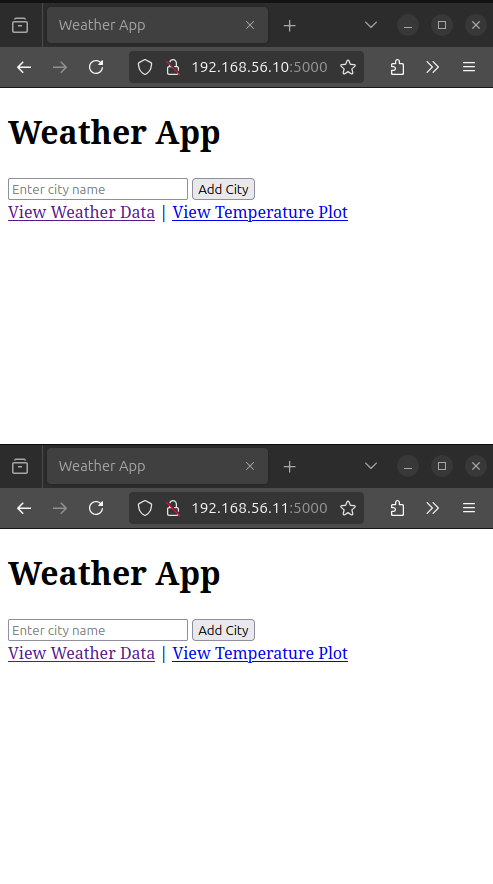 Weather App
192.168.56.10:5000
Weather App
Enter city name Add City
View Weather Data | View Temperature Plot
Weather App
192.168.56.11:5000
Weather App
Enter city name Add City
View Weather Data | View Temperature Plot